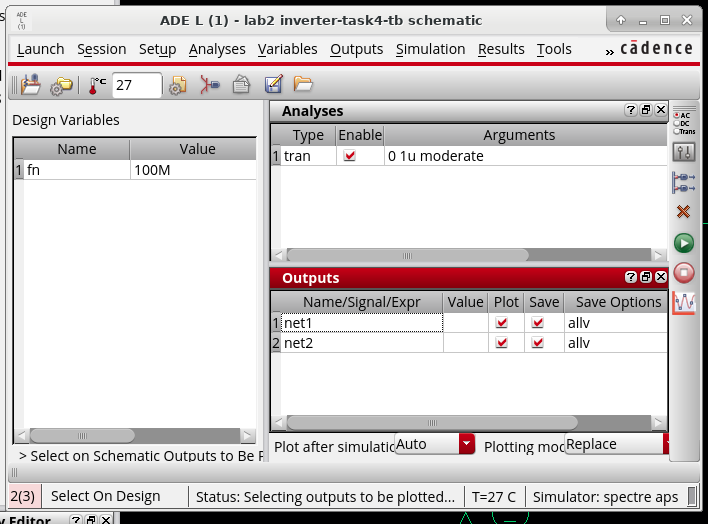 ADE L (1)
ADE L (1) - lab2 inverter-task4-tb schematic
Launch Session Setup Analyses Variables Outputs Simulation Results Tools » cādence
°C 27
Design Variables
Name Value
1 fn 100M
Analyses
Type Enable Arguments
1 tran 0 1u moderate
Outputs
Name/Signal/Expr Value Plot Save Save Options
1 net1 allv
2 net2 allv
Plot after simulatic Auto Plotting moc Replace
AC
DC
Trans
> Select on Schematic Outputs to Be P
2(3) Select On Design Status: Selecting outputs to be plotted... T=27 C Simulator: spectre aps
y Editor